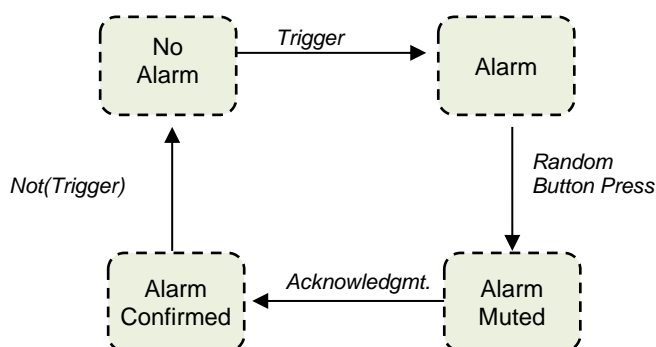 No
Alarm
Trigger
Alarm
Not(Trigger)
Random
Button Press
Alarm
Confirmed
Acknowledgmt.
Alarm
Muted